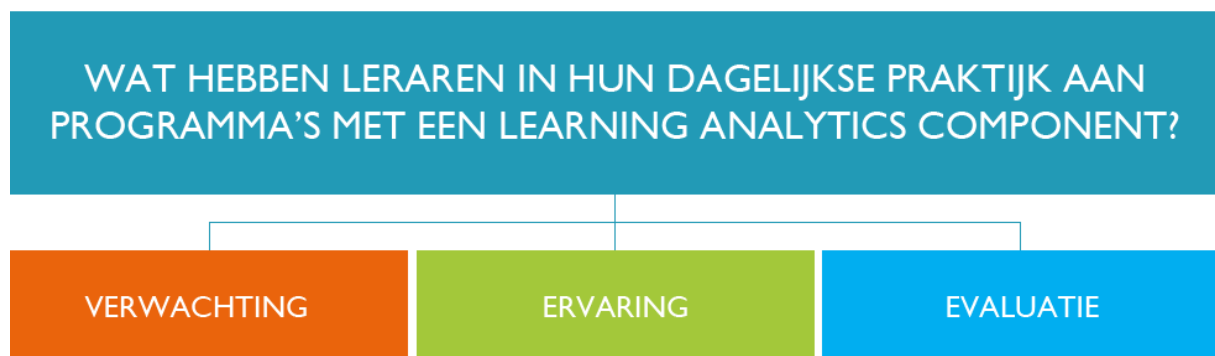 WAT HEBBEN LERAREN IN HUN DAGELIJKSE PRAKTIJK AAN
PROGRAMMA'S MET EEN LEARNING ANALYTICS COMPONENT?
VERWACHTING
ERVARING
EVALUATIE